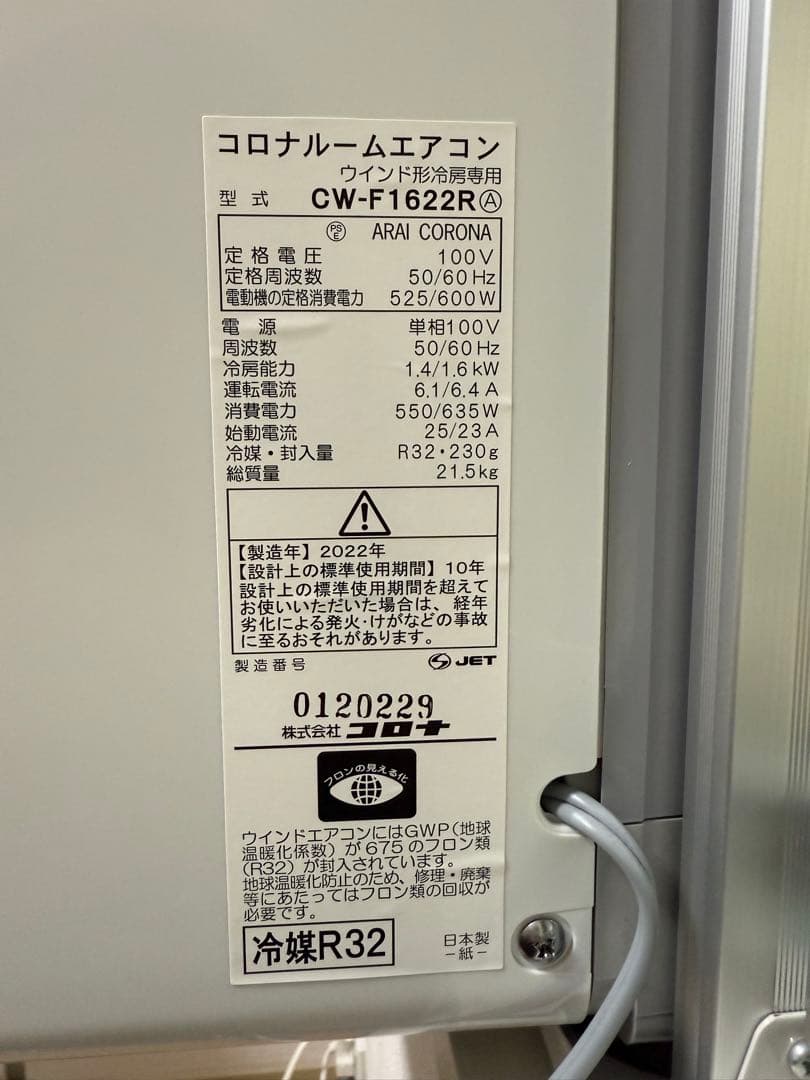 コロナルームエアコン
ウインド形冷房専用
型式 CW-F1622RⒶ
PSE ARAI CORONA
定格電圧 100V
定格周波数 50/60Hz
電動機の定格消費電力 525/600W
電源 単相100V
周波数 50/60Hz
冷房能力 1.4/1.6kW
運転電流 6.1/6.4A
消費電力 550/635W
始動電流 25/23A
冷媒・封入量 R32・230g
総質量 21.5kg
【製造年】2022年
【設計上の標準使用期間】10年
設計上の標準使用期間を超えて
お使いいただいた場合は、経年
劣化による発火・けがなどの事故
に至るおそれがあります。
製造番号 JET
0120229
株式会社コロナ
フロンの見える化
ウインドエアコンにはGWP(地球
温暖化係数)が675のフロン類
(R32)が封入されています。
地球温暖化防止のため、修理・廃棄
等にあたってはフロン類の回収が
必要です。
冷媒R32
日本製
-紙-